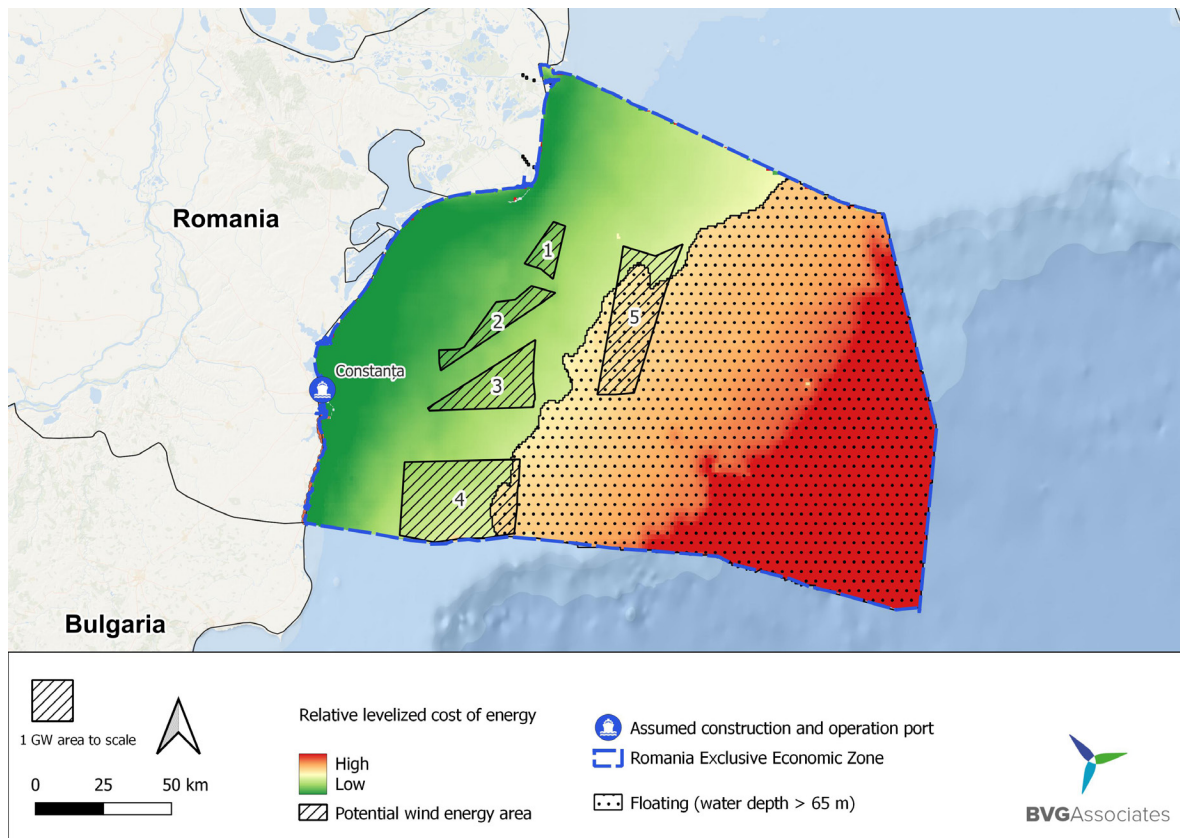 Romania
1
2
5
3
Constanța
4
Bulgaria
1 GW area to scale
0 25 50 km
Relative levelized cost of energy
High
Low
Potential wind energy area
Assumed construction and operation port
Romania Exclusive Economic Zone
Floating (water depth > 65 m)
BVGAssociates